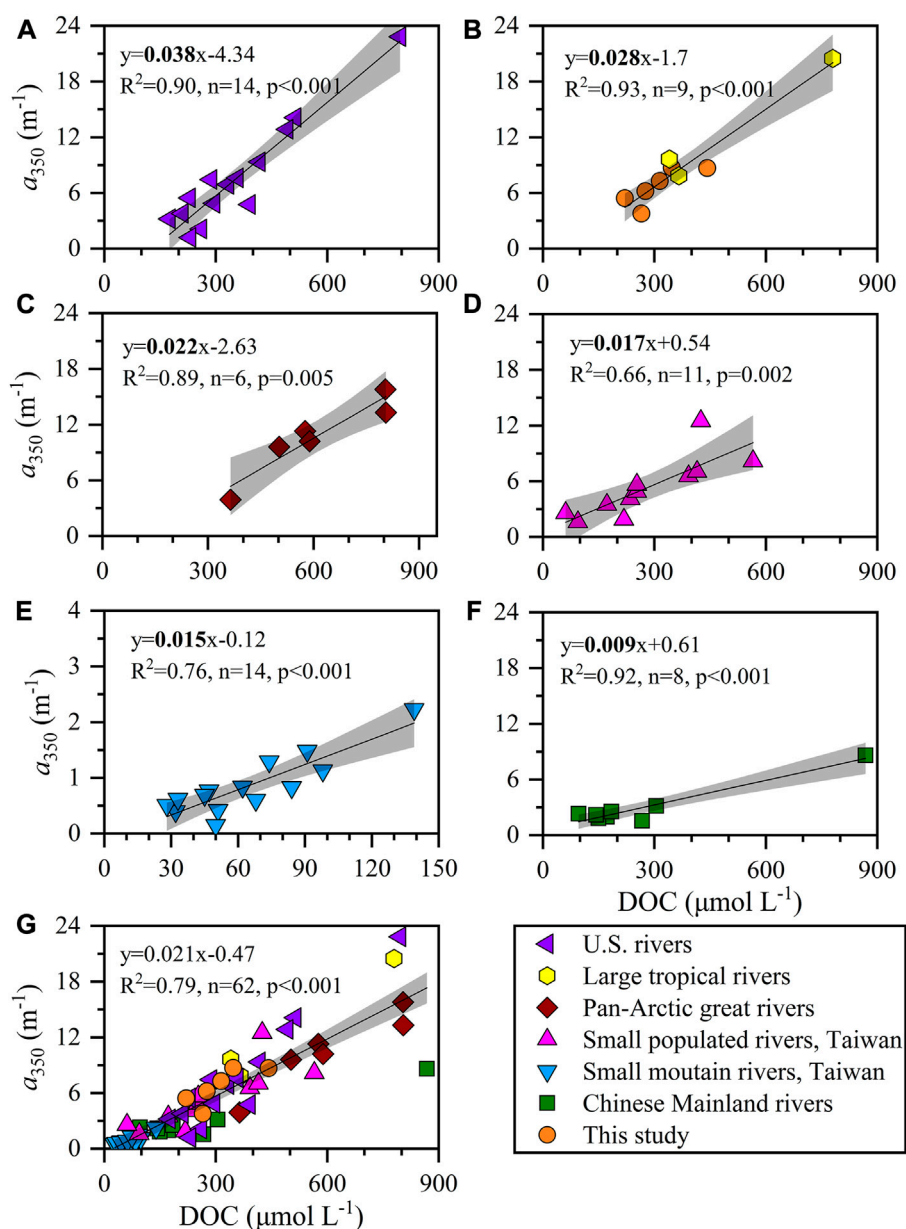 A
y=0.038x-4.34
R²=0.90, n=14, p<0.001
a350 (m⁻¹)
24
18
12
6
0
0 300 600 900
B
y=0.028x-1.7
R²=0.93, n=9, p<0.001
24
18
12
6
0
0 300 600 900
C
y=0.022x-2.63
R²=0.89, n=6, p=0.005
a350 (m⁻¹)
24
18
12
6
0
0 300 600 900
D
y=0.017x+0.54
R²=0.66, n=11, p=0.002
24
18
12
6
0
0 300 600 900
E
y=0.015x-0.12
R²=0.76, n=14, p<0.001
a350 (m⁻¹)
4
3
2
1
0
0 30 60 90 120 150
F
y=0.009x+0.61
R²=0.92, n=8, p<0.001
24
18
12
6
0
0 300 600 900
DOC (μmol L⁻¹)
G
y=0.021x-0.47
R²=0.79, n=62, p<0.001
a350 (m⁻¹)
24
18
12
6
0
0 300 600 900
DOC (μmol L⁻¹)
U.S. rivers
Large tropical rivers
Pan-Arctic great rivers
Small populated rivers, Taiwan
Small moutain rivers, Taiwan
Chinese Mainland rivers
This study